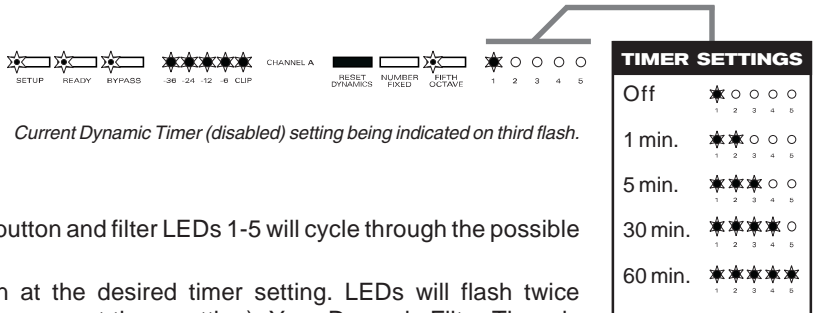 SETUP READY BYPASS -36 -24 -12 -6 CLIP CHANNEL A RESET DYNAMICS NUMBER FIXED FIFTH OCTAVE 1 2 3 4 5
Current Dynamic Timer (disabled) setting being indicated on third flash.
button and filter LEDs 1-5 will cycle through the possible
at the desired timer setting. LEDs will flash twice
TIMER SETTINGS
Off
1 2 3 4 5
1 min.
1 2 3 4 5
5 min.
1 2 3 4 5
30 min.
1 2 3 4 5
60 min.
1 2 3 4 5